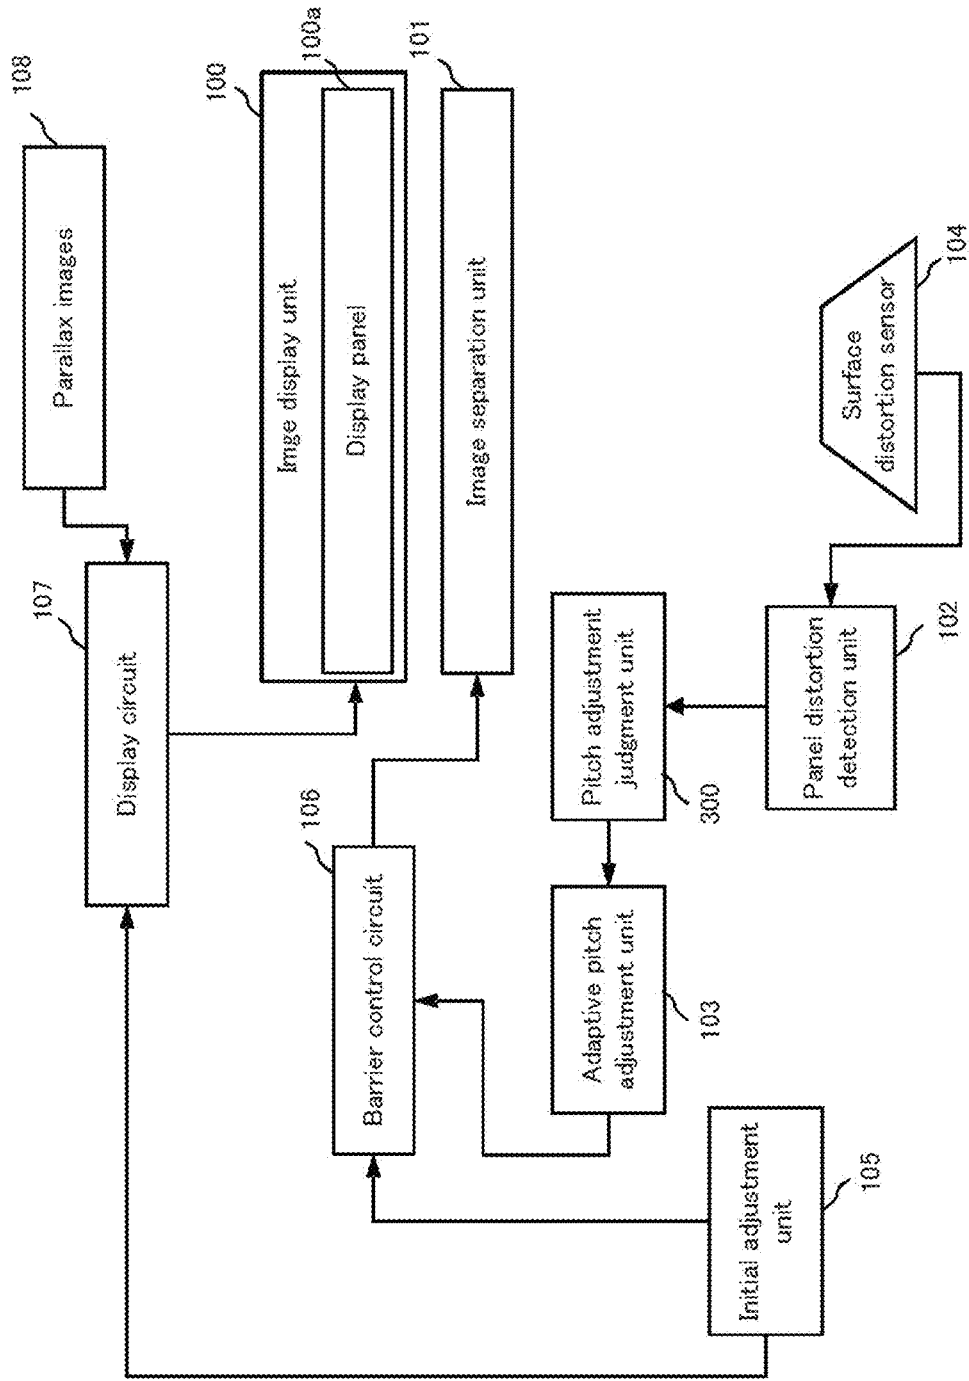 108
Parallax images
107
Display circuit
100
Imge display unit
100a
Display panel
101
Image separation unit
106
Barrier control circuit
Adaptive pitch
adjustment unit
103
Pitch adjustment
judgment unit
300
Initial adjustment
unit
105
Panel distortion
detection unit
102
Surface
distortion sensor
104